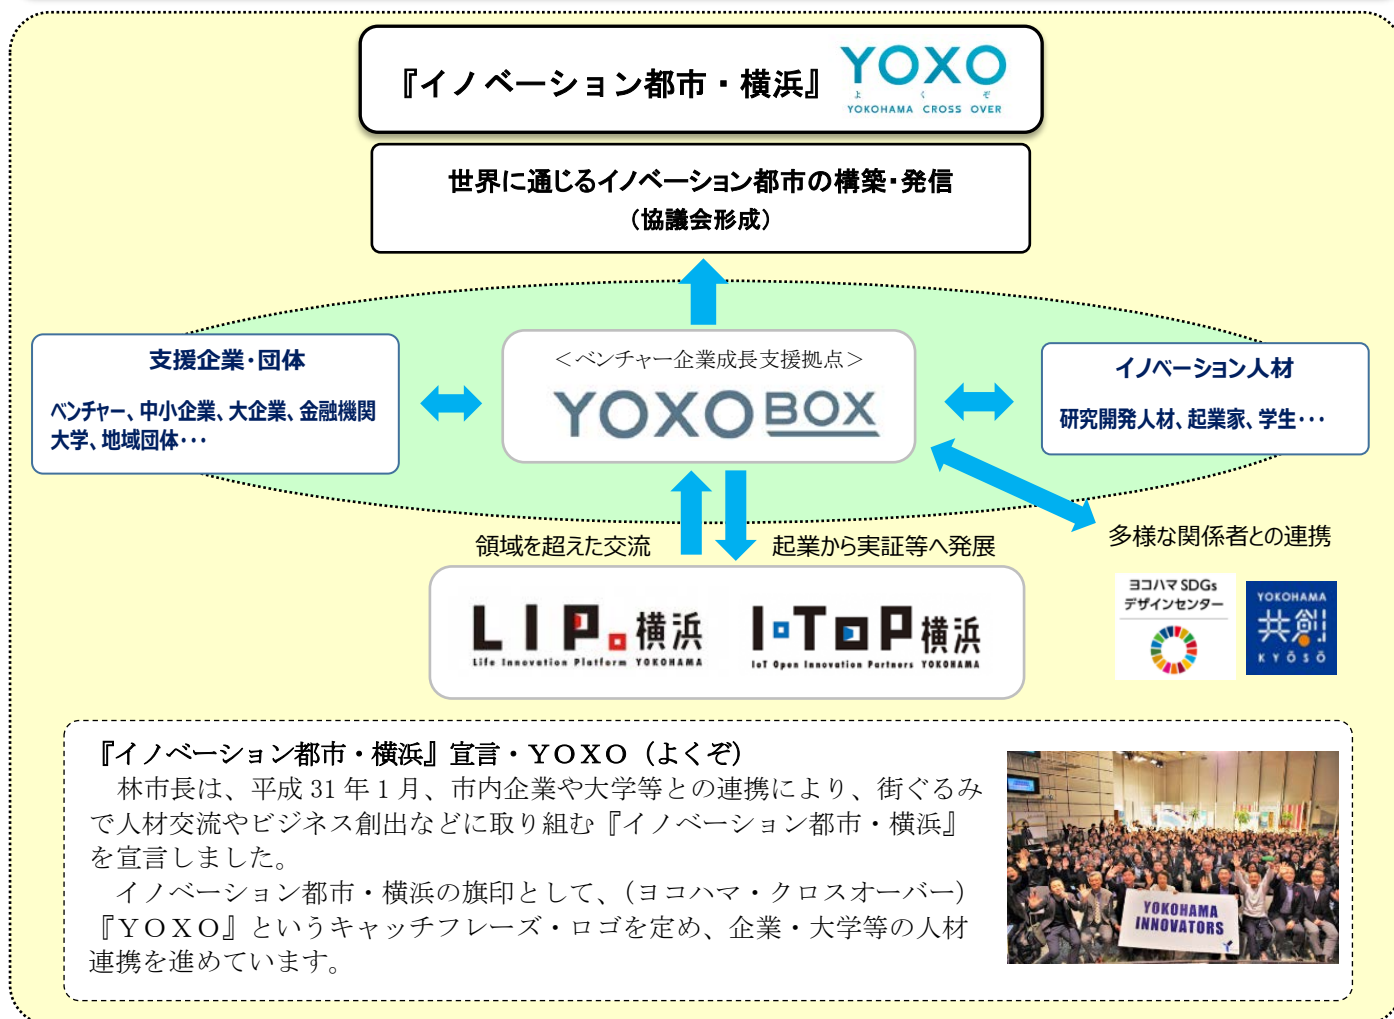 『イノベーション都市・横浜』
YOXO
よくぞ
YOKOHAMA CROSS OVER
世界に通じるイノベーション都市の構築・発信
(協議会形成)
支援企業・団体
ベンチャー、中小企業、大企業、金融機関
大学、地域団体・・・
＜ベンチャー企業成長支援拠点＞
YOXO BOX
イノベーション人材
研究開発人材、起業家、学生・・・
領域を超えた交流
起業から実証等へ発展
多様な関係者との連携
LIP.横浜
Life Innovation Platform YOKOHAMA
I・TOP横浜
IoT Open Innovation Partners YOKOHAMA
ヨコハマ SDGs
デザインセンター
YOKOHAMA
共創
KYŌSŌ
『イノベーション都市・横浜』宣言・ＹＯＸＯ（よくぞ）
林市長は、平成 31 年 1 月、市内企業や大学等との連携により、街ぐるみ
で人材交流やビジネス創出などに取り組む『イノベーション都市・横浜』
を宣言しました。
イノベーション都市・横浜の旗印として、（ヨコハマ・クロスオーバー）
『ＹＯＸＯ』というキャッチフレーズ・ロゴを定め、企業・大学等の人材
連携を進めています。
YOKOHAMA
INNOVATORS